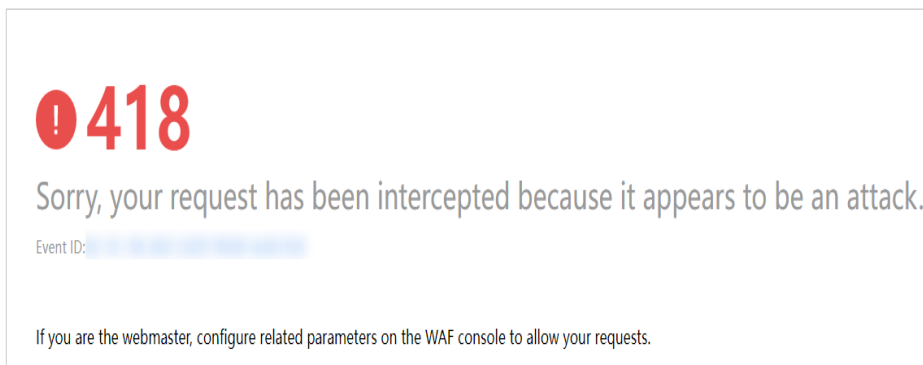 ! 418
Sorry, your request has been intercepted because it appears to be an attack.
Event ID:
If you are the webmaster, configure related parameters on the WAF console to allow your requests.